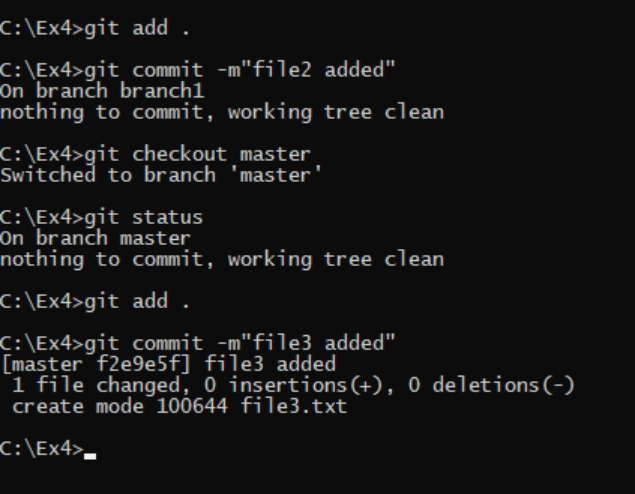 C:\Ex4>git add .
C:\Ex4>git commit -m"file2 added"
On branch branch1
nothing to commit, working tree clean
C:\Ex4>git checkout master
Switched to branch 'master'
C:\Ex4>git status
On branch master
nothing to commit, working tree clean
C:\Ex4>git add .
C:\Ex4>git commit -m"file3 added"
[master f2e9e5f] file3 added
1 file changed, 0 insertions(+), 0 deletions(-)
create mode 100644 file3.txt
C:\Ex4>